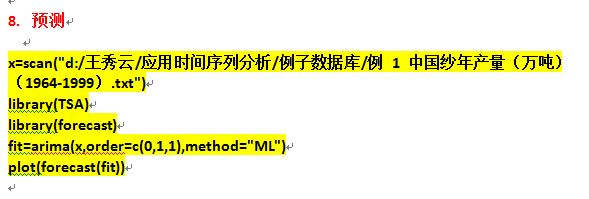 8. 预测
x=scan("d:/王秀云/应用时间序列分析/例子数据库/例 1 中国纱年产量（万吨）
（1964-1999）.txt")
library(TSA)
library(forecast)
fit=arima(x,order=c(0,1,1),method="ML")
plot(forecast(fit))